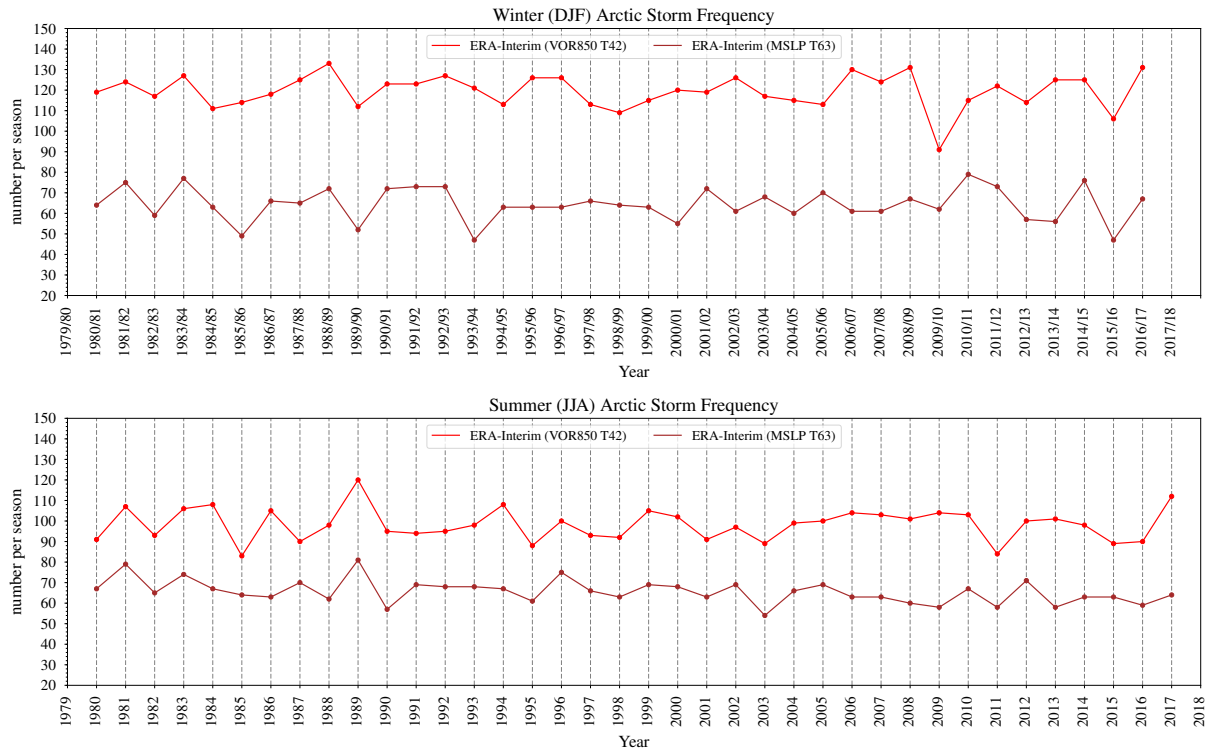 Winter (DJF) Arctic Storm Frequency
ERA-Interim (VOR850 T42) ERA-Interim (MSLP T63)
number per season
150
140
130
120
110
100
90
80
70
60
50
40
30
20
1979/80 1980/81 1981/82 1982/83 1983/84 1984/85 1985/86 1986/87 1987/88 1988/89 1989/90 1990/91 1991/92 1992/93 1993/94 1994/95 1995/96 1996/97 1997/98 1998/99 1999/00 2000/01 2001/02 2002/03 2003/04 2004/05 2005/06 2006/07 2007/08 2008/09 2009/10 2010/11 2011/12 2012/13 2013/14 2014/15 2015/16 2016/17 2017/18
Year
Summer (JJA) Arctic Storm Frequency
ERA-Interim (VOR850 T42) ERA-Interim (MSLP T63)
number per season
150
140
130
120
110
100
90
80
70
60
50
40
30
20
1979 1980 1981 1982 1983 1984 1985 1986 1987 1988 1989 1990 1991 1992 1993 1994 1995 1996 1997 1998 1999 2000 2001 2002 2003 2004 2005 2006 2007 2008 2009 2010 2011 2012 2013 2014 2015 2016 2017 2018
Year